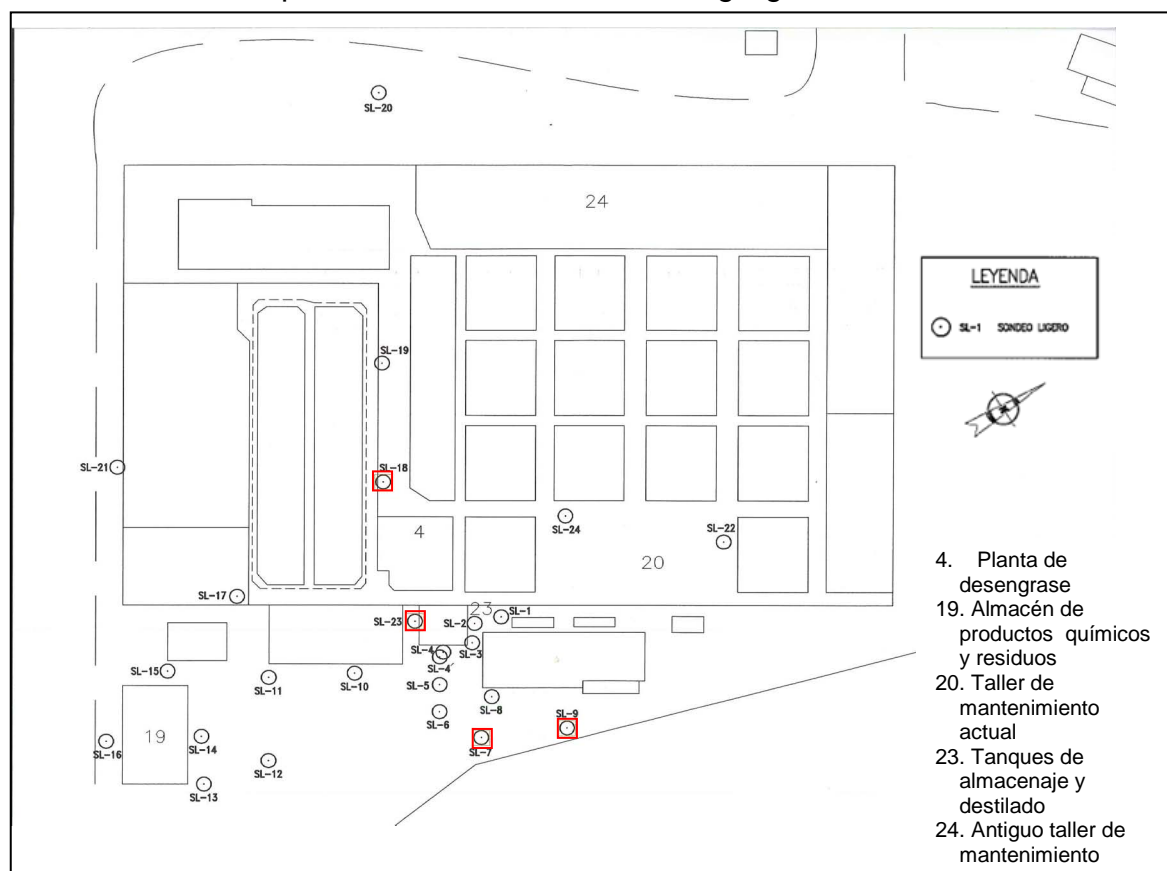 SL-20
24
LEYENDA
SL-1 SONDEO LIGERO
SL-19
SL-21
SL-18
4
SL-24
SL-22
20
4. Planta de
desengrase
19. Almacén de
productos químicos
y residuos
20. Taller de
mantenimiento
actual
23. Tanques de
almacenaje y
destilado
24. Antiguo taller de
mantenimiento
SL-17
23
SL-1
SL-23
SL-2
SL-3
SL-4
SL-4'
SL-15
SL-11
SL-10
SL-5
SL-8
SL-6
SL-9
SL-7
19
SL-16
SL-14
SL-12
SL-13